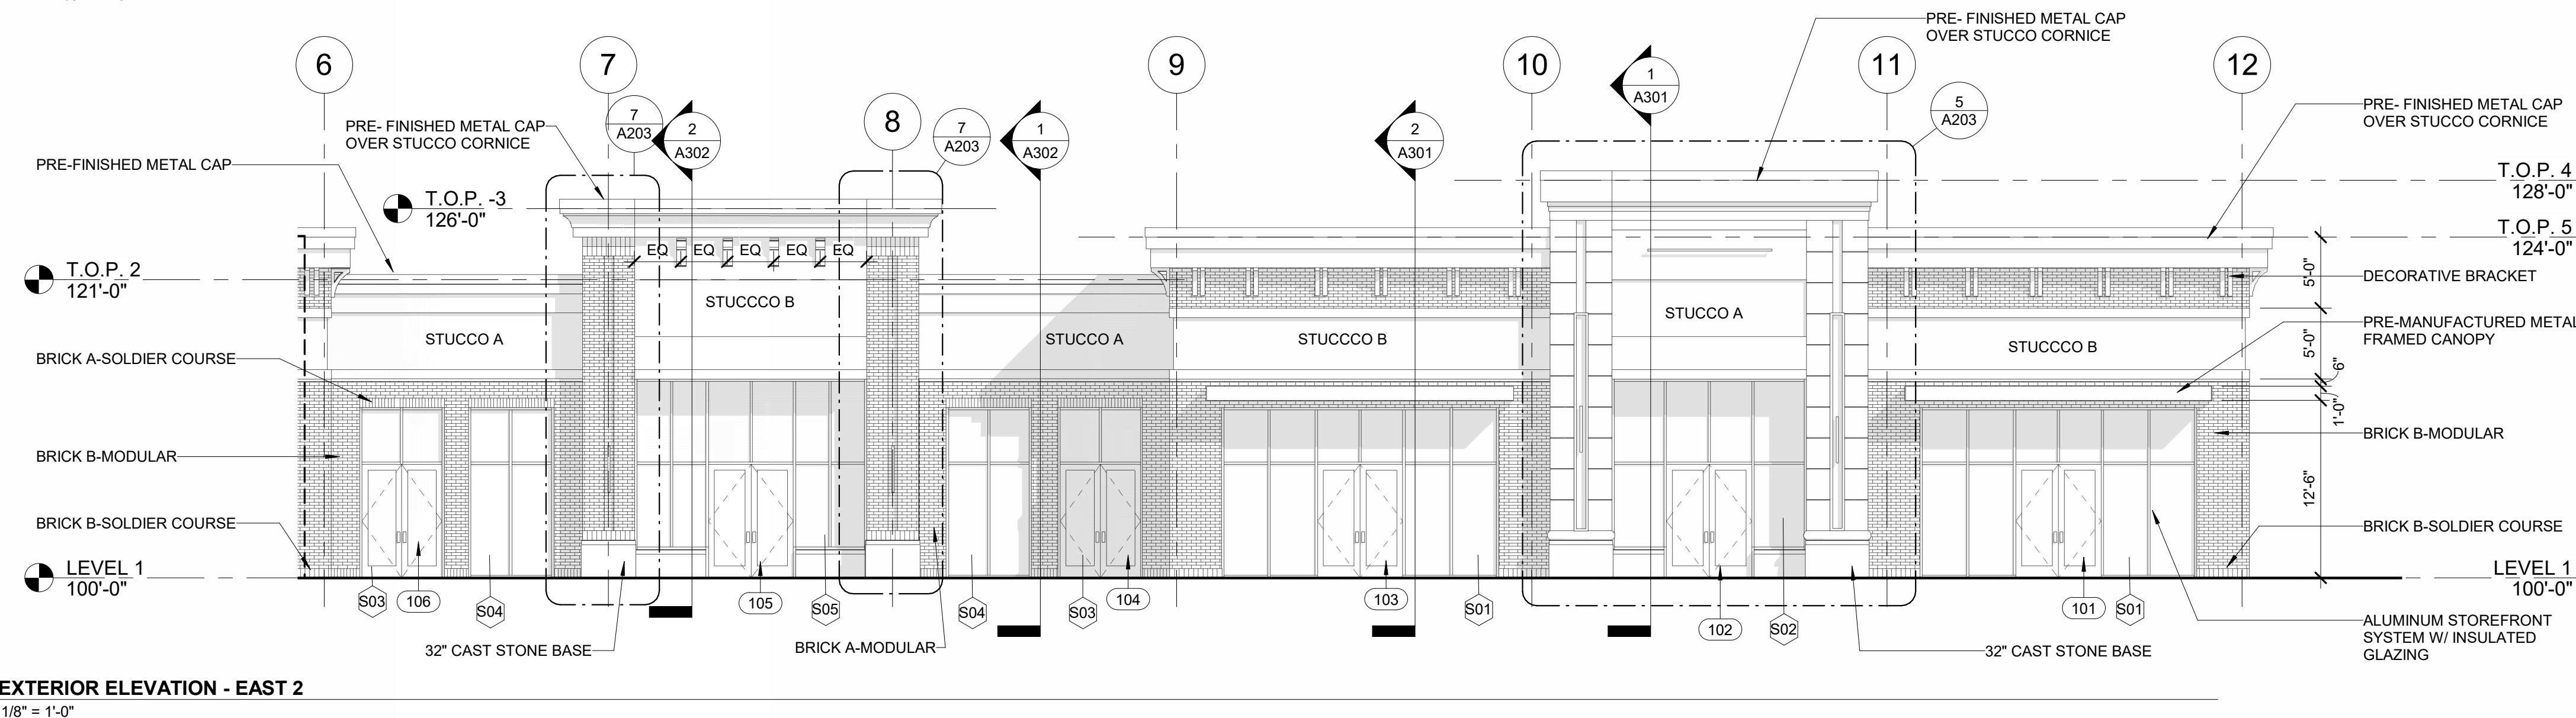 PRE- FINISHED METAL CAP
OVER STUCCO CORNICE
6
7
8
9
10
11
12
7
A203
2
A302
7
A203
1
A302
2
A301
1
A301
5
A203
PRE- FINISHED METAL CAP
OVER STUCCO CORNICE
PRE- FINISHED METAL CAP
OVER STUCCO CORNICE
PRE-FINISHED METAL CAP
T.O.P. -3
126'-0"
T.O.P. 4
128'-0"
T.O.P. 5
124'-0"
T.O.P. 2
121'-0"
EQ EQ EQ EQ EQ
DECORATIVE BRACKET
5'-0"
STUCCCO B
STUCCO A
STUCCO A
STUCCO A
STUCCCO B
STUCCCO B
PRE-MANUFACTURED METAL
FRAMED CANOPY
5'-0"
6"
1'-0"
12'-6"
BRICK A-SOLDIER COURSE
BRICK B-MODULAR
BRICK B-MODULAR
BRICK B-SOLDIER COURSE
BRICK B-SOLDIER COURSE
LEVEL 1
100'-0"
LEVEL 1
100'-0"
S03
106
S04
105
S05
S04
S03
104
103
S01
102
S02
101
S01
32" CAST STONE BASE
BRICK A-MODULAR
32" CAST STONE BASE
ALUMINUM STOREFRONT
SYSTEM W/ INSULATED
GLAZING
EXTERIOR ELEVATION - EAST 2
1/8" = 1'-0"